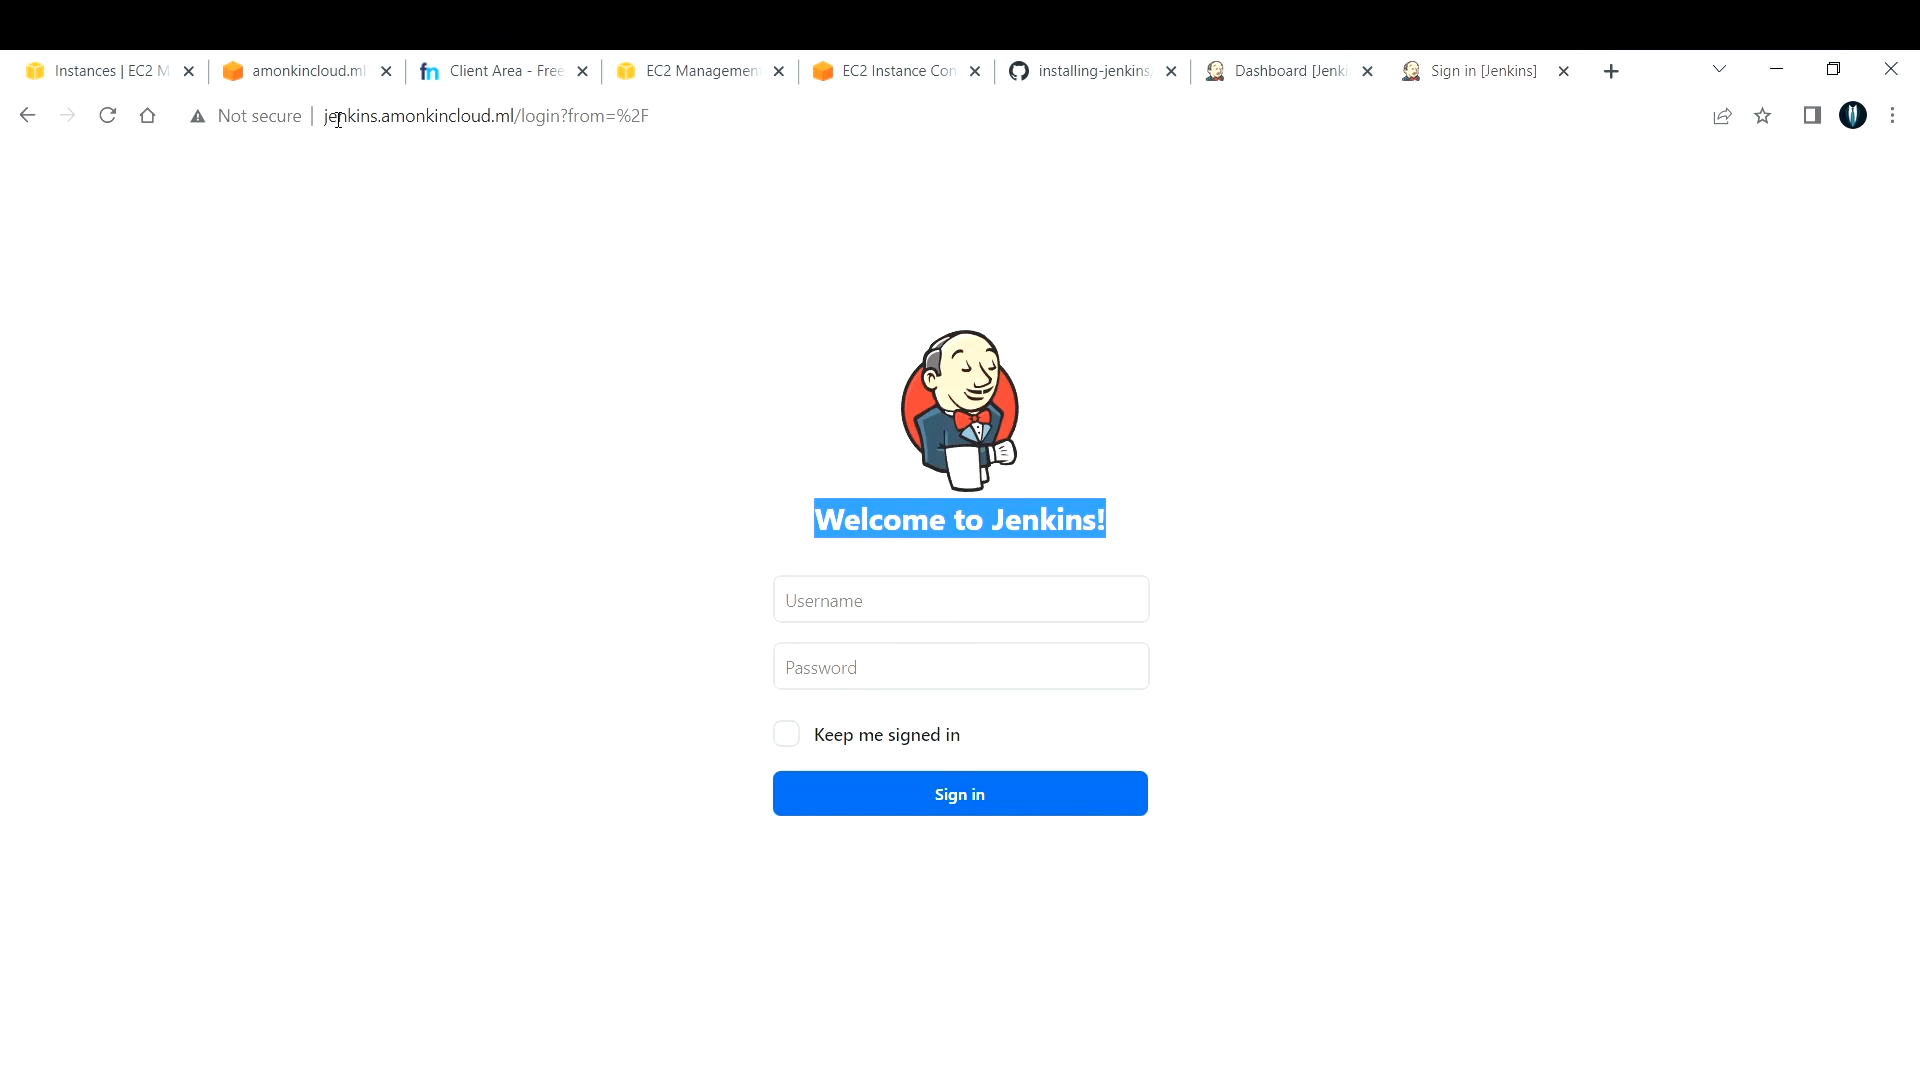 Instances | EC2 M
amonkincloud.ml
Client Area - Free
EC2 Management
EC2 Instance Con
installing-jenkins/
Dashboard [Jenki
Sign in [Jenkins]
Not secure | jenkins.amonkincloud.ml/login?from=%2F
Welcome to Jenkins!
Username
Password
Keep me signed in
Sign in